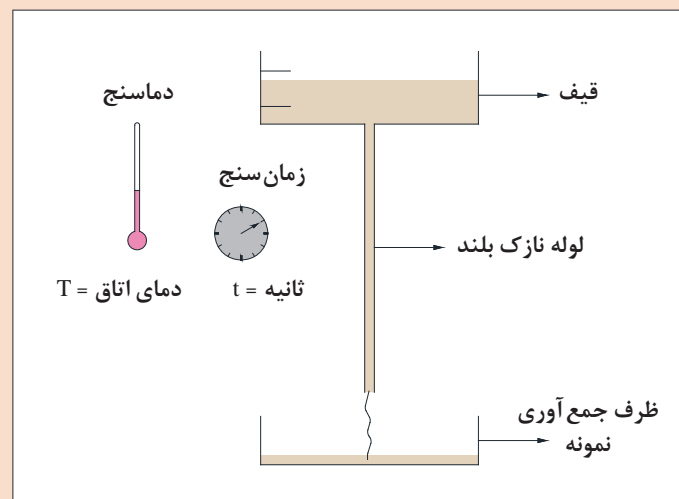 دماسنج
قیف
زمان‌سنج
لوله نازک بلند
دمای اتاق = T
ثانیه = t
ظرف جمع‌آوری
نمونه